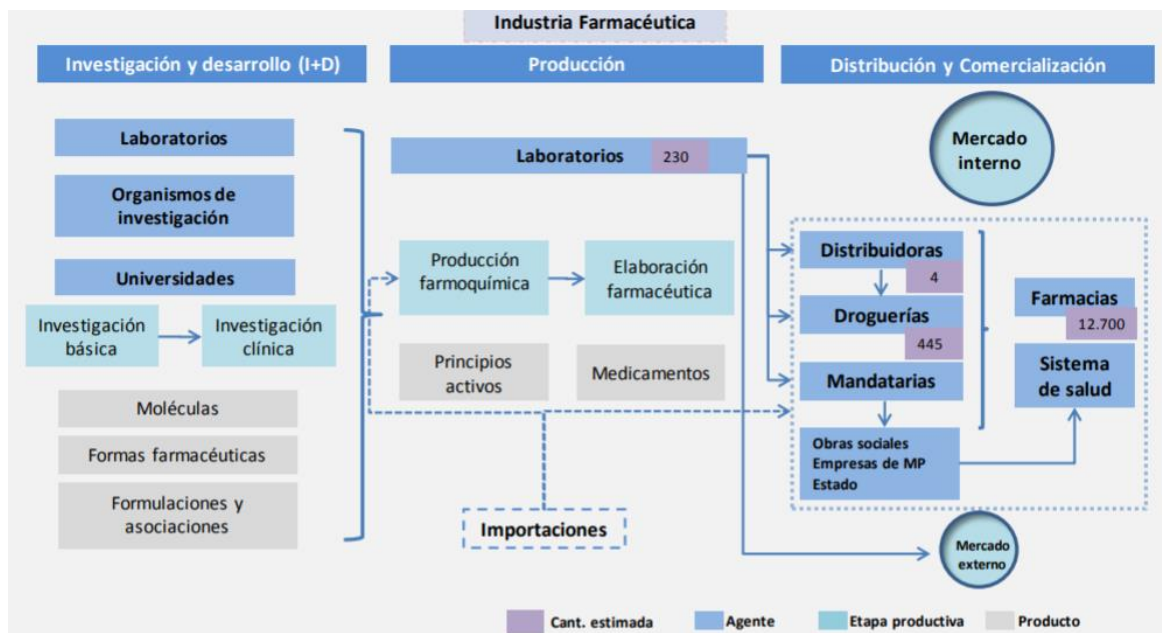 Industria Farmacéutica
Investigación y desarrollo (I+D)
Producción
Distribución y Comercialización
Laboratorios
Organismos de
investigación
Universidades
Investigación
básica
Investigación
clínica
Moléculas
Formas farmacéuticas
Formulaciones y
asociaciones
Laboratorios
230
Producción
farmoquímica
Elaboración
farmacéutica
Principios
activos
Medicamentos
Importaciones
Mercado
interno
Distribuidoras
4
Droguerías
445
Mandatarias
Obras sociales
Empresas de MP
Estado
Farmacias
12.700
Sistema
de salud
Mercado
externo
Cant. estimada
Agente
Etapa productiva
Producto